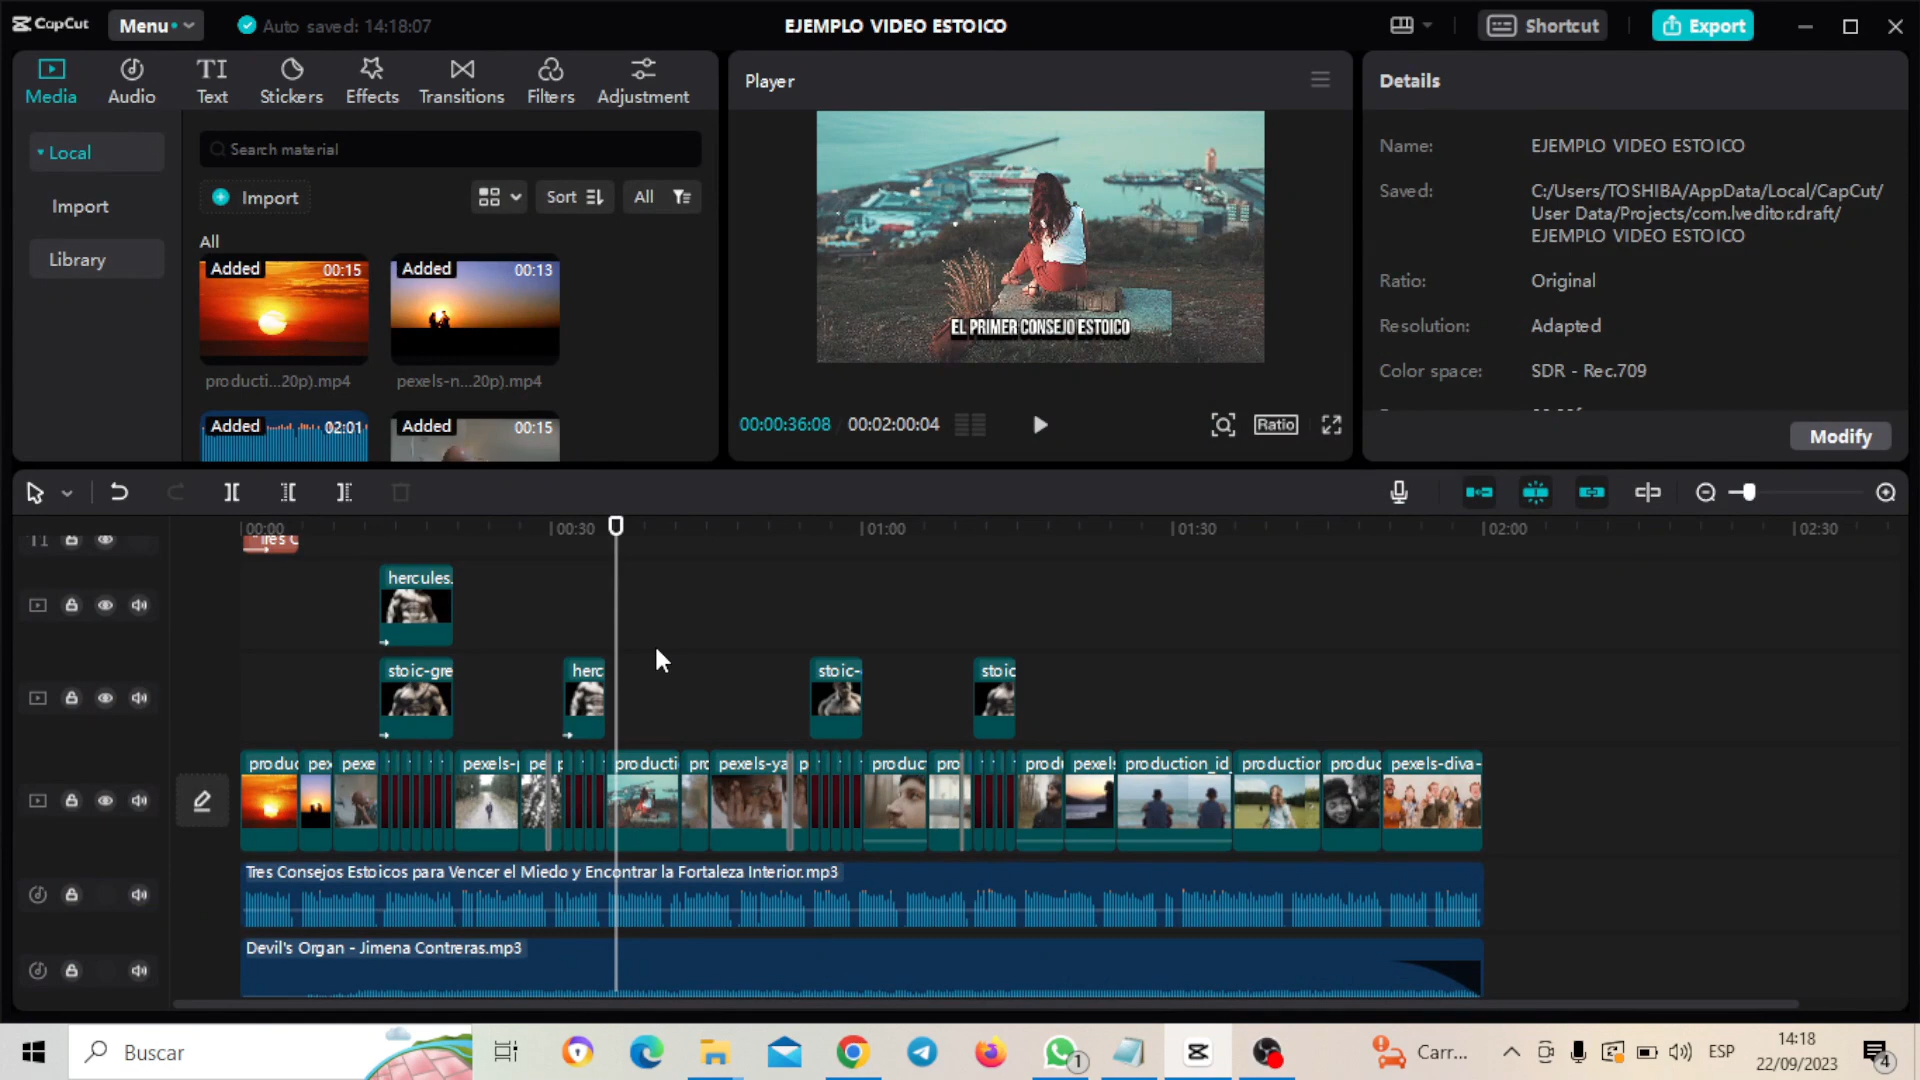 CapCut
Menu
Auto saved: 14:18:07
EJEMPLO VIDEO ESTOICO
Shortcut
Export
Media
Audio
TI
Text
Stickers
Effects
Transitions
Filters
Adjustment
Local
Import
Library
Search material
Import
Sort
All
All
Added 00:15
Added 00:13
producti...20p).mp4
pexels-n...20p).mp4
Added 02:01
Added 00:15
Player
EL PRIMER CONSEJO ESTOICO
00:00:36:08
00:02:00:04
Ratio
Details
Name: EJEMPLO VIDEO ESTOICO
Saved: C:/Users/TOSHIBA/AppData/Local/CapCut/
User Data/Projects/com.lveditor.draft/
EJEMPLO VIDEO ESTOICO
Ratio: Original
Resolution: Adapted
Color space: SDR - Rec.709
Modify
00:00
00:30
01:00
01:30
02:00
02:30
TI
Tres C
hercules.
stoic-gre
herc
stoic-
stoic
produc
pex
pexe
pexels-p
pe
producti
pro
pexels-ya
p
produc
pro
prod
pexels
production_id
production
produc
pexels-diva-
Tres Consejos Estoicos para Vencer el Miedo y Encontrar la Fortaleza Interior.mp3
Devil's Organ - Jimena Contreras.mp3
Buscar
1
Carr...
ESP
14:18
22/09/2023
4